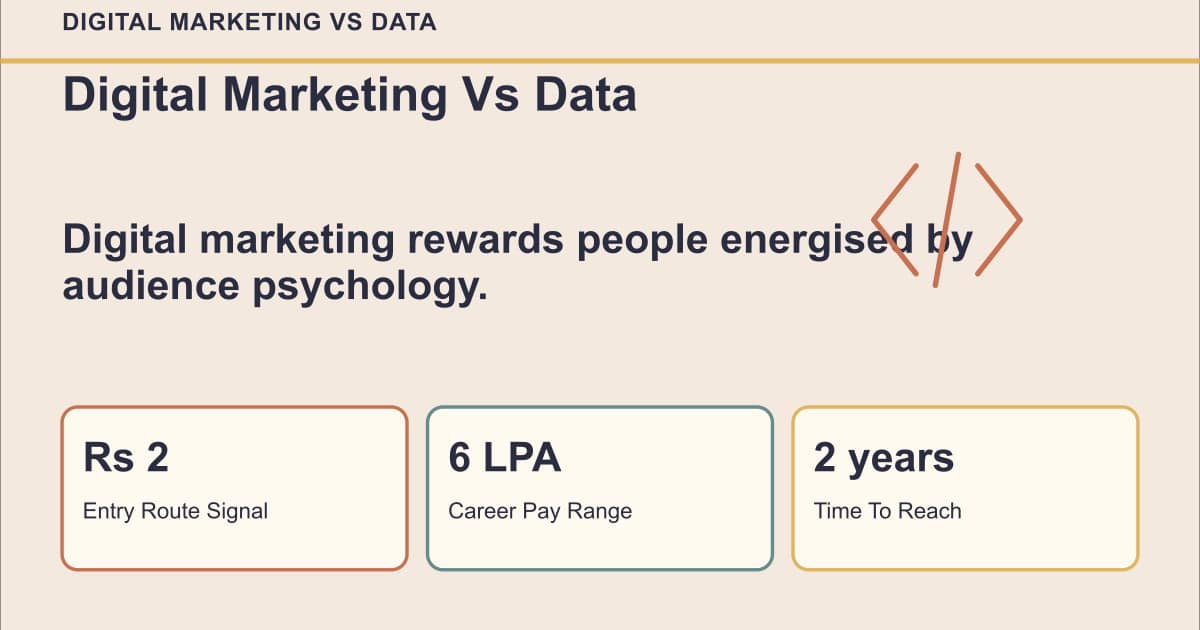 DIGITAL MARKETING VS DATA
Digital Marketing Vs Data
Digital marketing rewards people energised by
audience psychology.
Rs 2
Entry Route Signal
6 LPA
Career Pay Range
2 years
Time To Reach